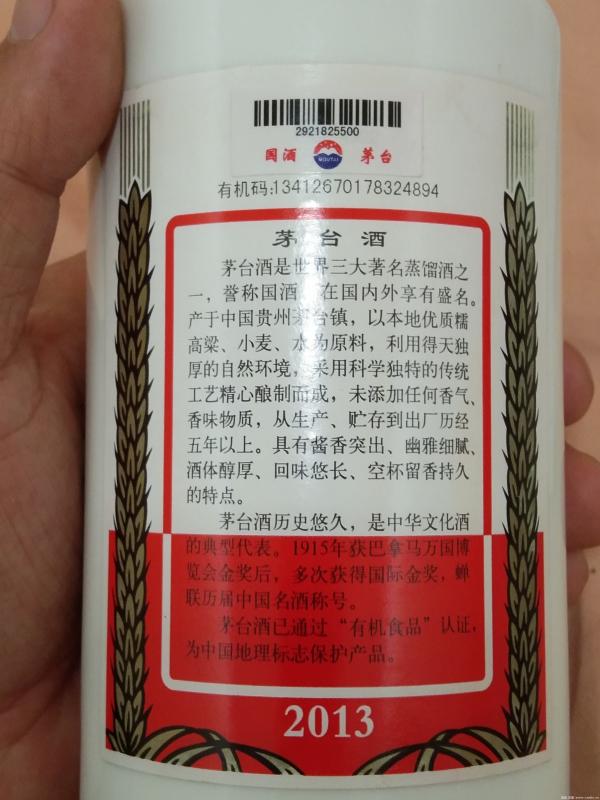 2921825500
国酒 MOUTAI 茅台
有机码:13412670178324894
茅台酒
茅台酒是世界三大著名蒸馏酒之
一，誉称国酒，在国内外享有盛名。
产于中国贵州茅台镇，以本地优质糯
高粱、小麦、水为原料，利用得天独
厚的自然环境，采用科学独特的传统
工艺精心酿制而成，未添加任何香气、
香味物质，从生产、贮存到出厂历经
五年以上。具有酱香突出、幽雅细腻、
酒体醇厚、回味悠长、空杯留香持久
的特点。
茅台酒历史悠久，是中华文化酒
的典型代表。1915年获巴拿马万国博
览会金奖后，多次获得国际金奖，蝉
联历届中国名酒称号。
茅台酒已通过“有机食品”认证，
为中国地理标志保护产品。
2013